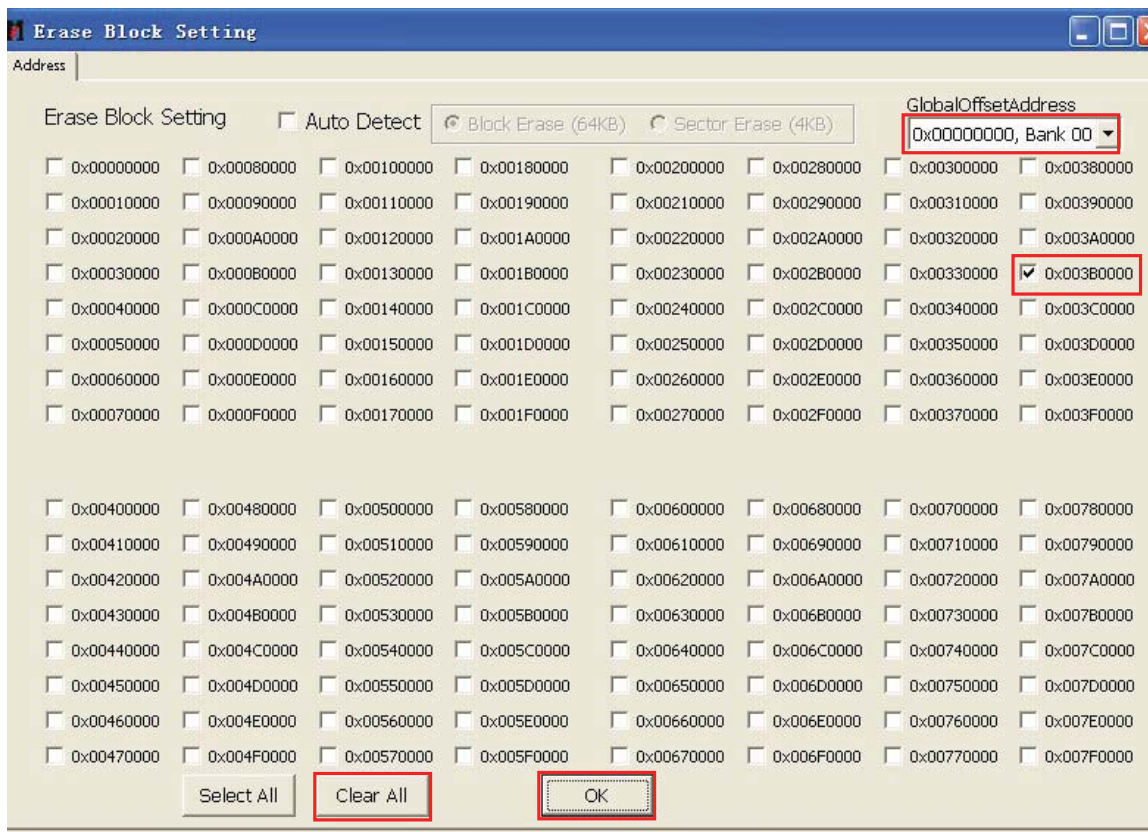 Erase Block Setting
Address
GlobalOffsetAddress
Erase Block Setting Auto Detect Block Erase (64KB) Sector Erase (4KB)
0x00000000, Bank 00
0x00000000 0x00080000 0x00100000 0x00180000 0x00200000 0x00280000 0x00300000 0x00380000
0x00010000 0x00090000 0x00110000 0x00190000 0x00210000 0x00290000 0x00310000 0x00390000
0x00020000 0x000A0000 0x00120000 0x001A0000 0x00220000 0x002A0000 0x00320000 0x003A0000
0x00030000 0x000B0000 0x00130000 0x001B0000 0x00230000 0x002B0000 0x00330000 0x003B0000
0x00040000 0x000C0000 0x00140000 0x001C0000 0x00240000 0x002C0000 0x00340000 0x003C0000
0x00050000 0x000D0000 0x00150000 0x001D0000 0x00250000 0x002D0000 0x00350000 0x003D0000
0x00060000 0x000E0000 0x00160000 0x001E0000 0x00260000 0x002E0000 0x00360000 0x003E0000
0x00070000 0x000F0000 0x00170000 0x001F0000 0x00270000 0x002F0000 0x00370000 0x003F0000
0x00400000 0x00480000 0x00500000 0x00580000 0x00600000 0x00680000 0x00700000 0x00780000
0x00410000 0x00490000 0x00510000 0x00590000 0x00610000 0x00690000 0x00710000 0x00790000
0x00420000 0x004A0000 0x00520000 0x005A0000 0x00620000 0x006A0000 0x00720000 0x007A0000
0x00430000 0x004B0000 0x00530000 0x005B0000 0x00630000 0x006B0000 0x00730000 0x007B0000
0x00440000 0x004C0000 0x00540000 0x005C0000 0x00640000 0x006C0000 0x00740000 0x007C0000
0x00450000 0x004D0000 0x00550000 0x005D0000 0x00650000 0x006D0000 0x00750000 0x007D0000
0x00460000 0x004E0000 0x00560000 0x005E0000 0x00660000 0x006E0000 0x00760000 0x007E0000
0x00470000 0x004F0000 0x00570000 0x005F0000 0x00670000 0x006F0000 0x00770000 0x007F0000
Select All Clear All OK